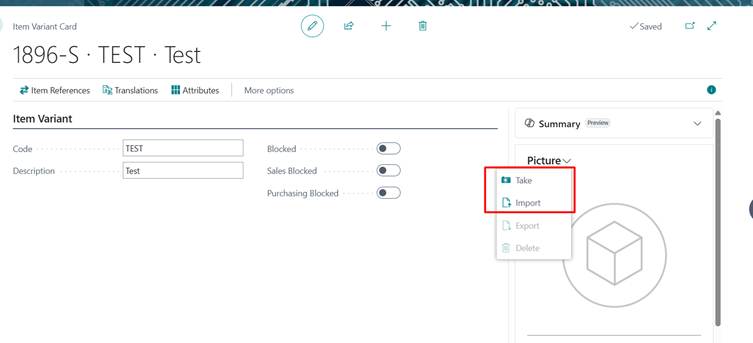 Item Variant Card
Saved
1896-S · TEST · Test
Item References Translations Attributes More options
Item Variant
Code TEST
Description Test
Blocked
Sales Blocked
Purchasing Blocked
Summary Preview
Picture
Take
Import
Export
Delete